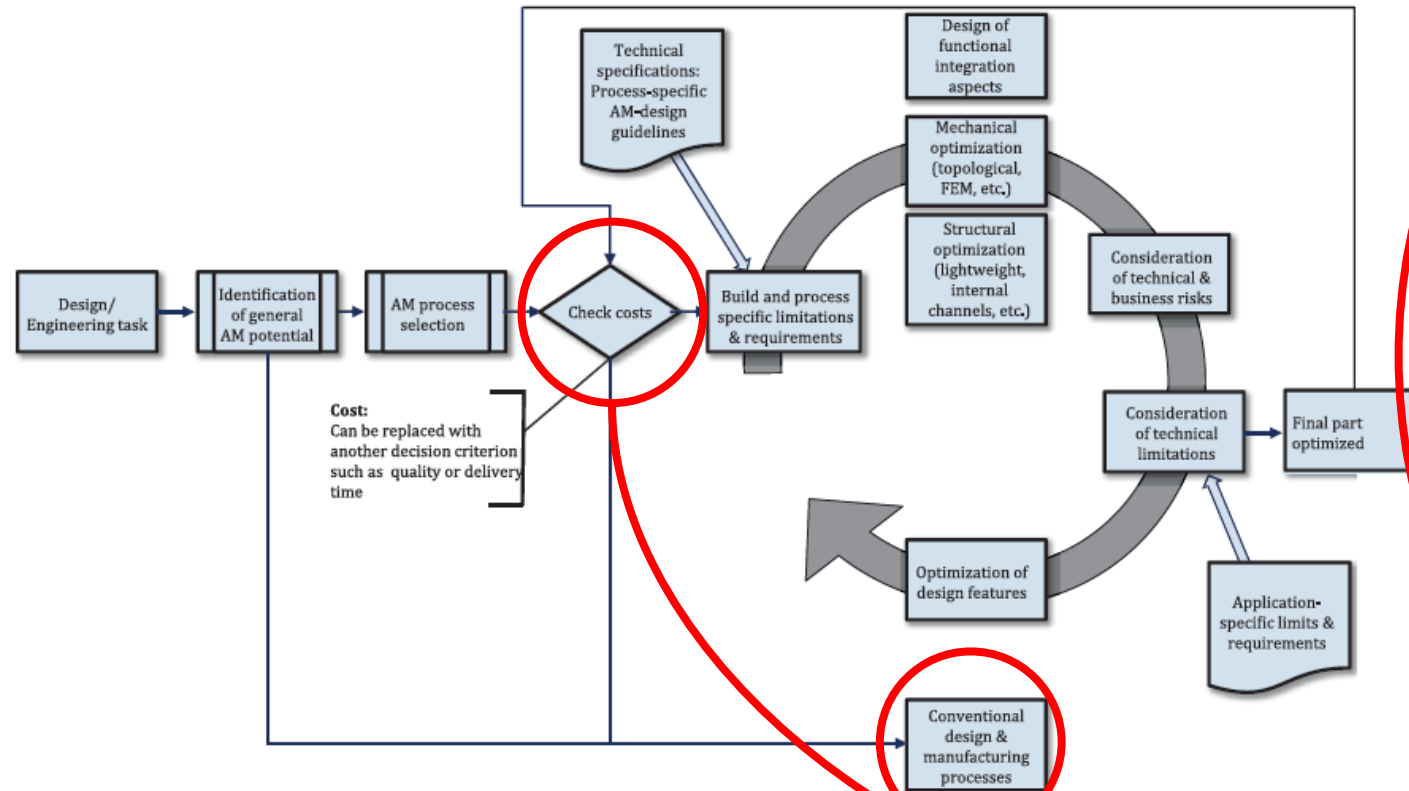 Design of
functional
integration
aspects
Technical
specifications:
Process-specific
AM-design
guidelines
Mechanical
optimization
(topological,
FEM, etc.)
Structural
optimization
(lightweight,
internal
channels, etc.)
Consideration
of technical &
business risks
Design/
Engineering task
Identification
of general
AM potential
AM process
selection
Check costs
Build and process
specific limitations
& requirements
Cost:
Can be replaced with
another decision criterion
such as quality or delivery
time
Consideration
of technical
limitations
Final part
optimized
Optimization of
design features
Application-
specific limits &
requirements
Conventional
design &
manufacturing
processes